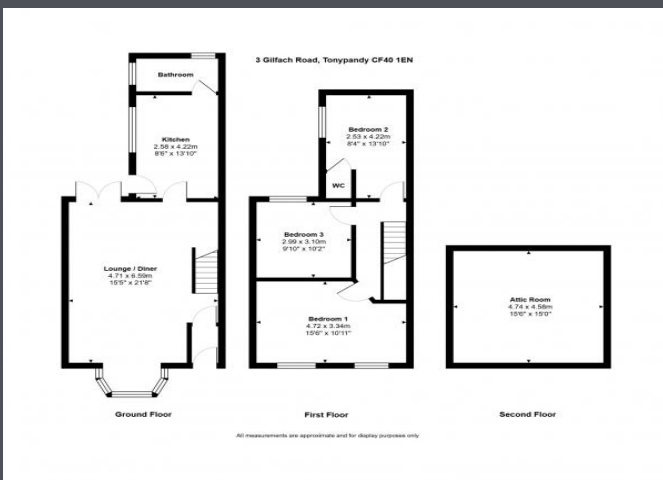 3 Gilfach Road, Tonypandy CF40 1EN
Bathroom
Kitchen
2.58 x 4.22m
8'6" x 13'10"
Lounge / Diner
4.71 x 6.59m
15'5" x 21'8"
Ground Floor
Bedroom 2
2.53 x 4.22m
8'4" x 13'10"
WC
Bedroom 3
2.99 x 3.10m
9'10" x 10'2"
Bedroom 1
4.72 x 3.34m
15'6" x 10'11"
First Floor
Attic Room
4.74 x 4.58m
15'6" x 15'0"
Second Floor
All measurements are approximate and for display purposes only